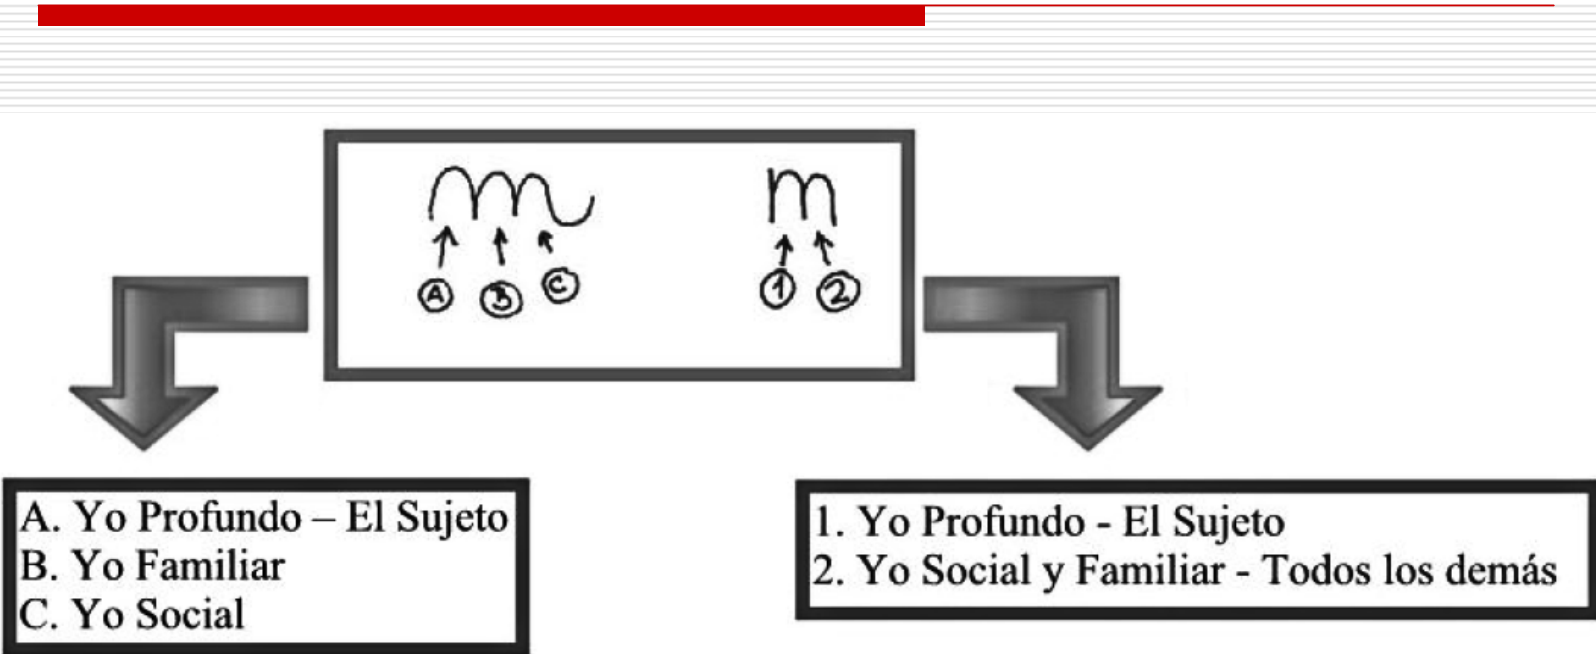 m m
A B C 1 2
A. Yo Profundo – El Sujeto
B. Yo Familiar
C. Yo Social
1. Yo Profundo - El Sujeto
2. Yo Social y Familiar - Todos los demás